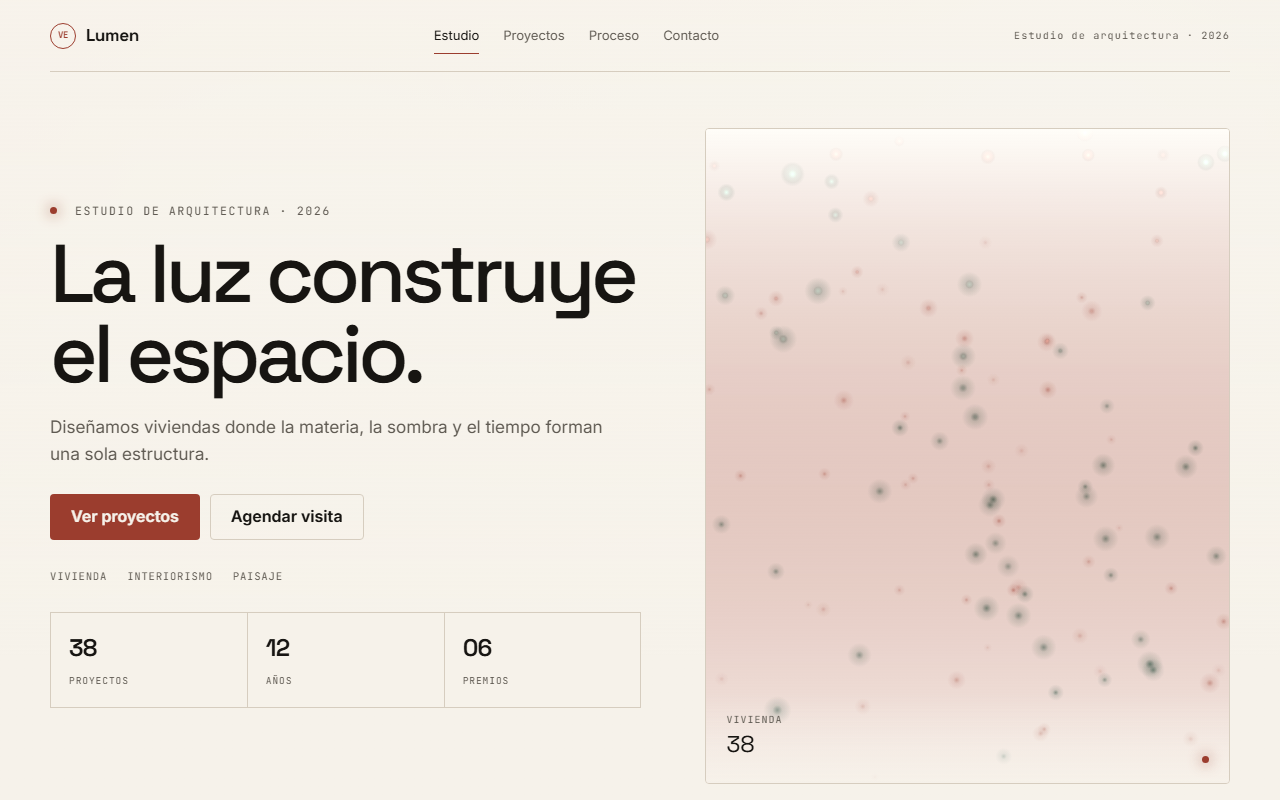 VE
Lumen
Estudio
Proyectos
Proceso
Contacto
Estudio de arquitectura · 2026
ESTUDIO DE ARQUITECTURA · 2026
La luz construye
el espacio.
Diseñamos viviendas donde la materia, la sombra y el tiempo forman
una sola estructura.
Ver proyectos
Agendar visita
VIVIENDA
INTERIORISMO
PAISAJE
38
PROYECTOS
12
AÑOS
06
PREMIOS
VIVIENDA
38